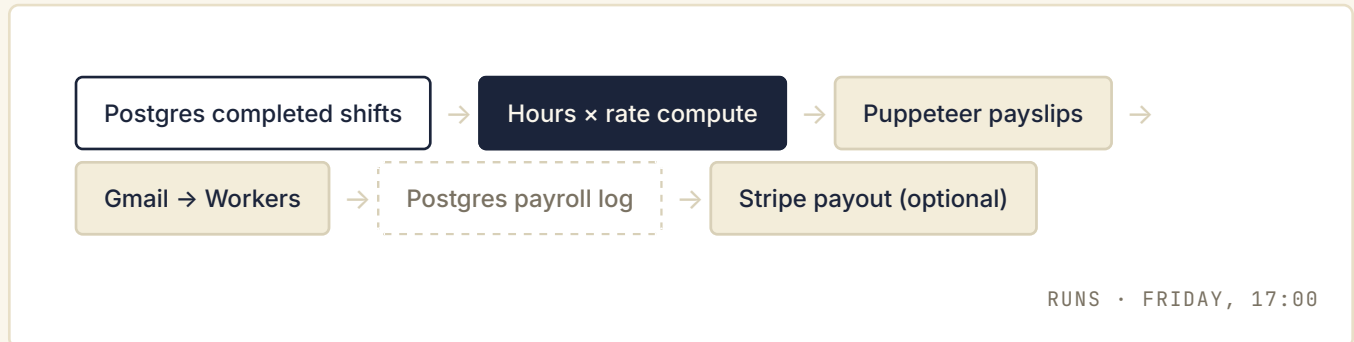 Postgres completed shifts → Hours × rate compute → Puppeteer payslips →
Gmail → Workers → Postgres payroll log → Stripe payout (optional)
RUNS · FRIDAY, 17:00